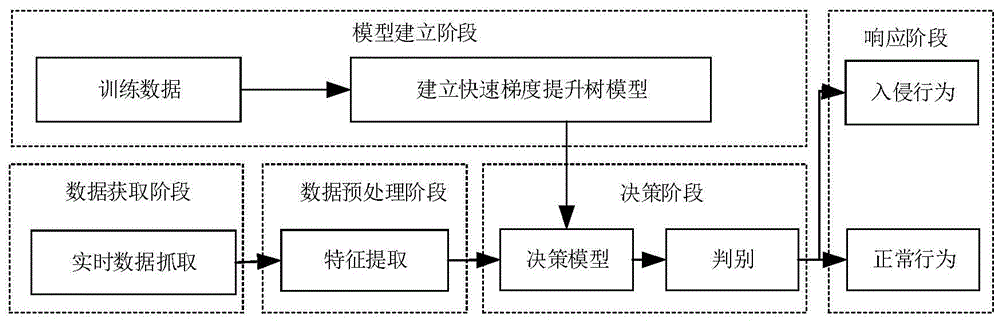 模型建立阶段
训练数据
建立快速梯度提升树模型
响应阶段
入侵行为
正常行为
数据获取阶段
实时数据抓取
数据预处理阶段
特征提取
决策阶段
决策模型
判别